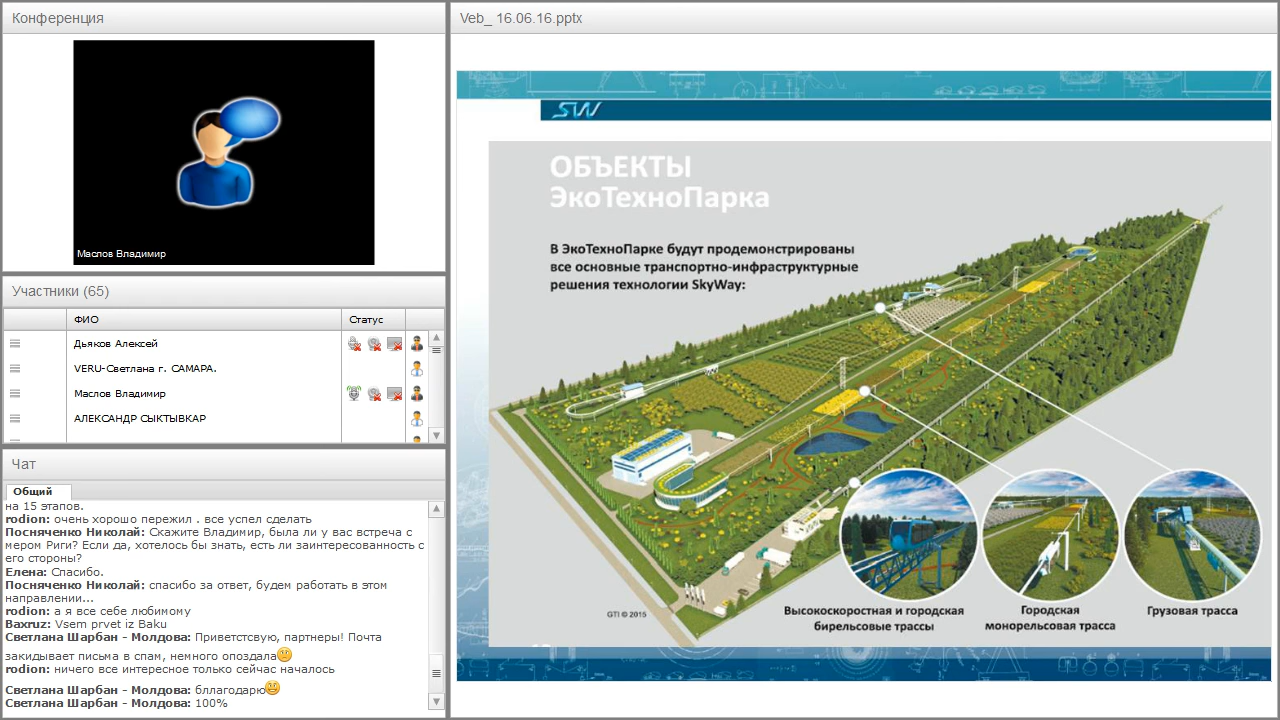 Конференция
Маслов Владимир
Участники (65)
ФИО
Статус
Дьяков Алексей
VERU-Светлана г. САМАРА.
Маслов Владимир
АЛЕКСАНДР СЫКТЫВКАР
Чат
Общий
на 15 этапов.
rodion: очень хорошо пережил . все успел сделать
Посняченко Николай: Скажите Владимир, была ли у вас встреча с
мером Риги? Если да, хотелось бы знать, есть ли заинтересованность с
его стороны?
Елена: Спасибо.
Посняченко Николай: спасибо за ответ, будем работать в этом
направлении...
rodion: а я все себе любимому
Baxruz: Vsem prvet iz Baku
Светлана Шарбан - Молдова: Приветствую, партнеры! Почта
закидывает письма в спам, немного опоздала
rodion: ничего все интересное только сейчас началось
Светлана Шарбан - Молдова: бллагодарю
Светлана Шарбан - Молдова: 100%
Veb_ 16.06.16.pptx
SW
ОБЪЕКТЫ
ЭкоТехноПарка
В ЭкоТехноПарке будут продемонстрированы
все основные транспортно-инфраструктурные
решения технологии SkyWay:
GTI © 2015
Высокоскоростная и городская
бирельсовые трассы
Городская
монорельсовая трасса
Грузовая трасса